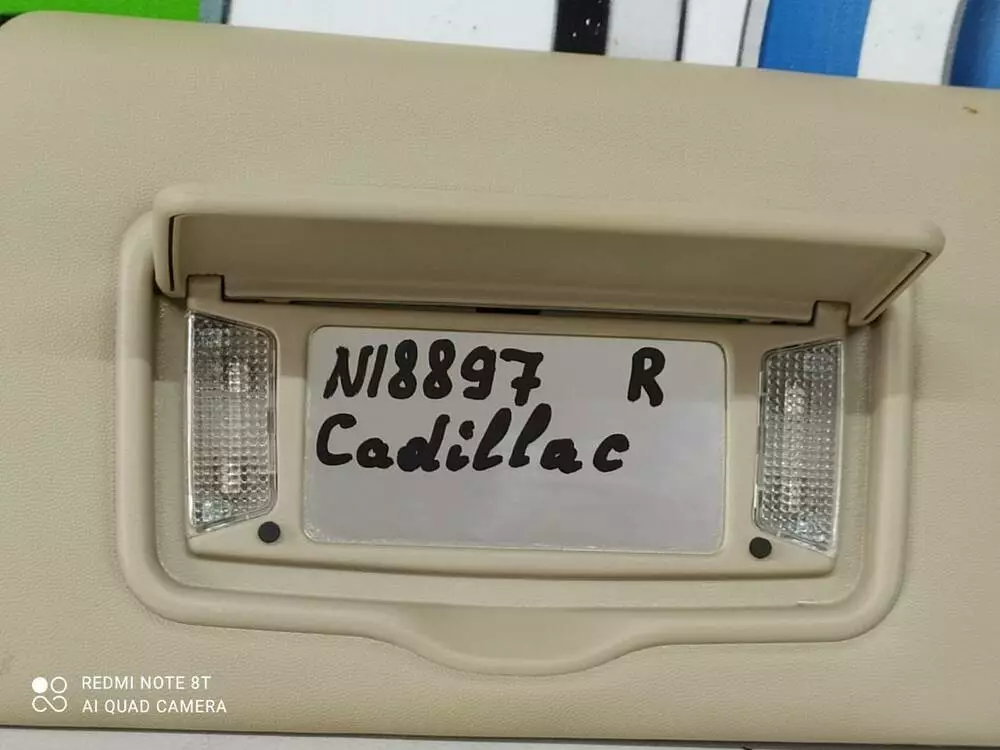 N18897 R
Cadillac
REDMI NOTE 8T
AI QUAD CAMERA